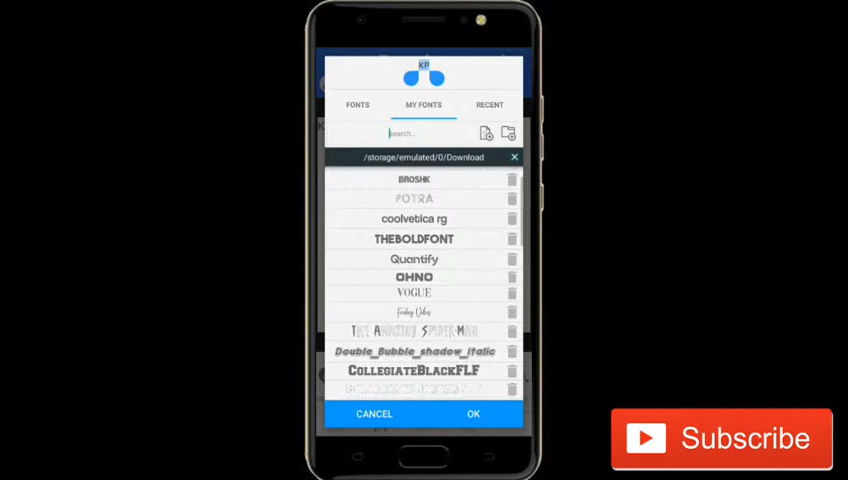 KP
FONTS MY FONTS RECENT
search...
/storage/emulated/0/Download
BROSHK
POTRA
coolvetica rg
THEBOLDFONT
Quantify
OHNO
VOGUE
The Amazing Spider-Man
Double_Bubble_shadow_italic
CollegiateBlackFLF
CANCEL OK
Subscribe